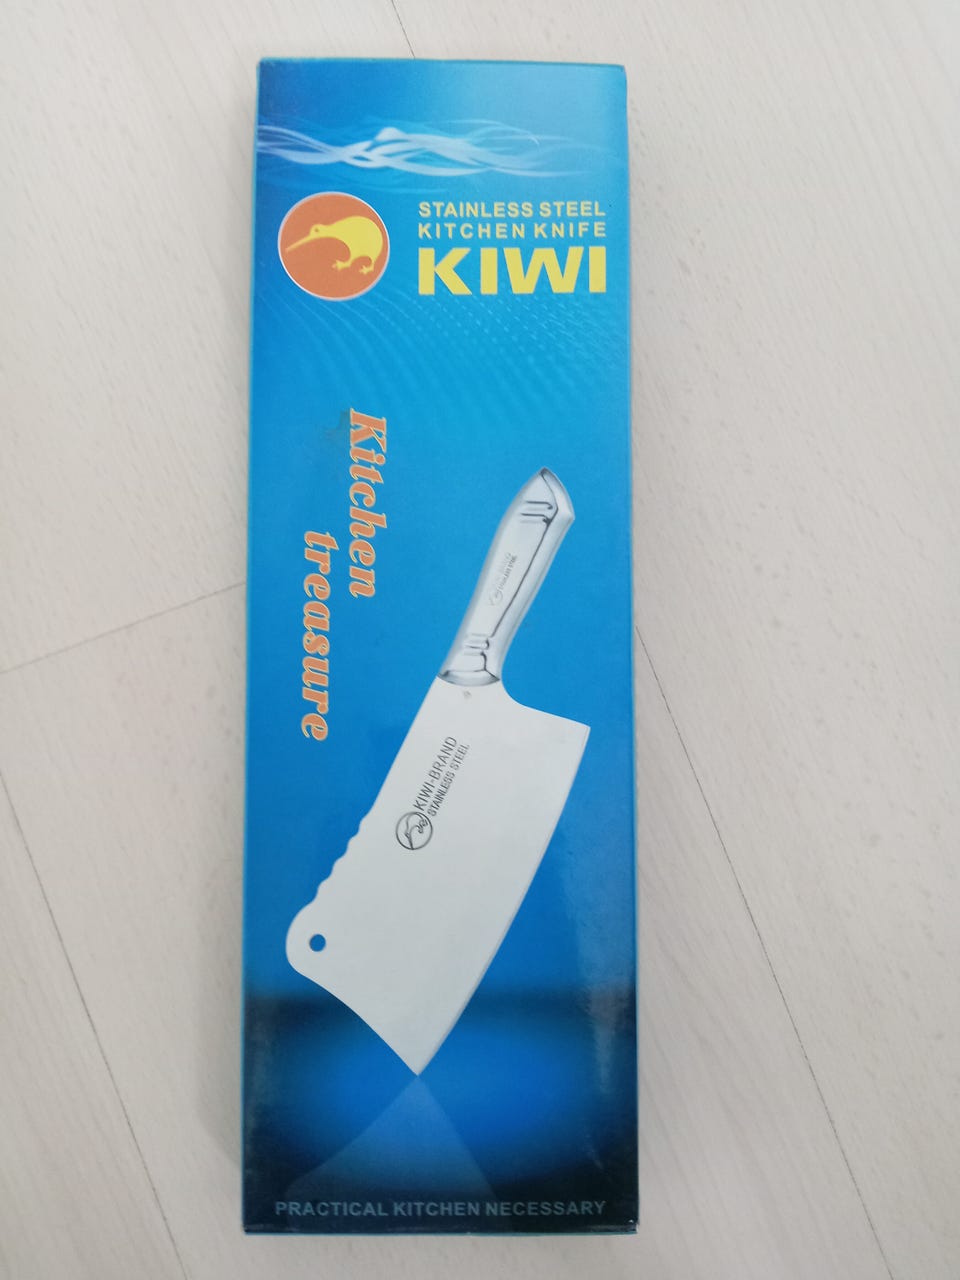 STAINLESS STEEL
KITCHEN KNIFE
KIWI
Kitchen
treasure
KIWI-BRAND
STAINLESS STEEL
PRACTICAL KITCHEN NECESSARY